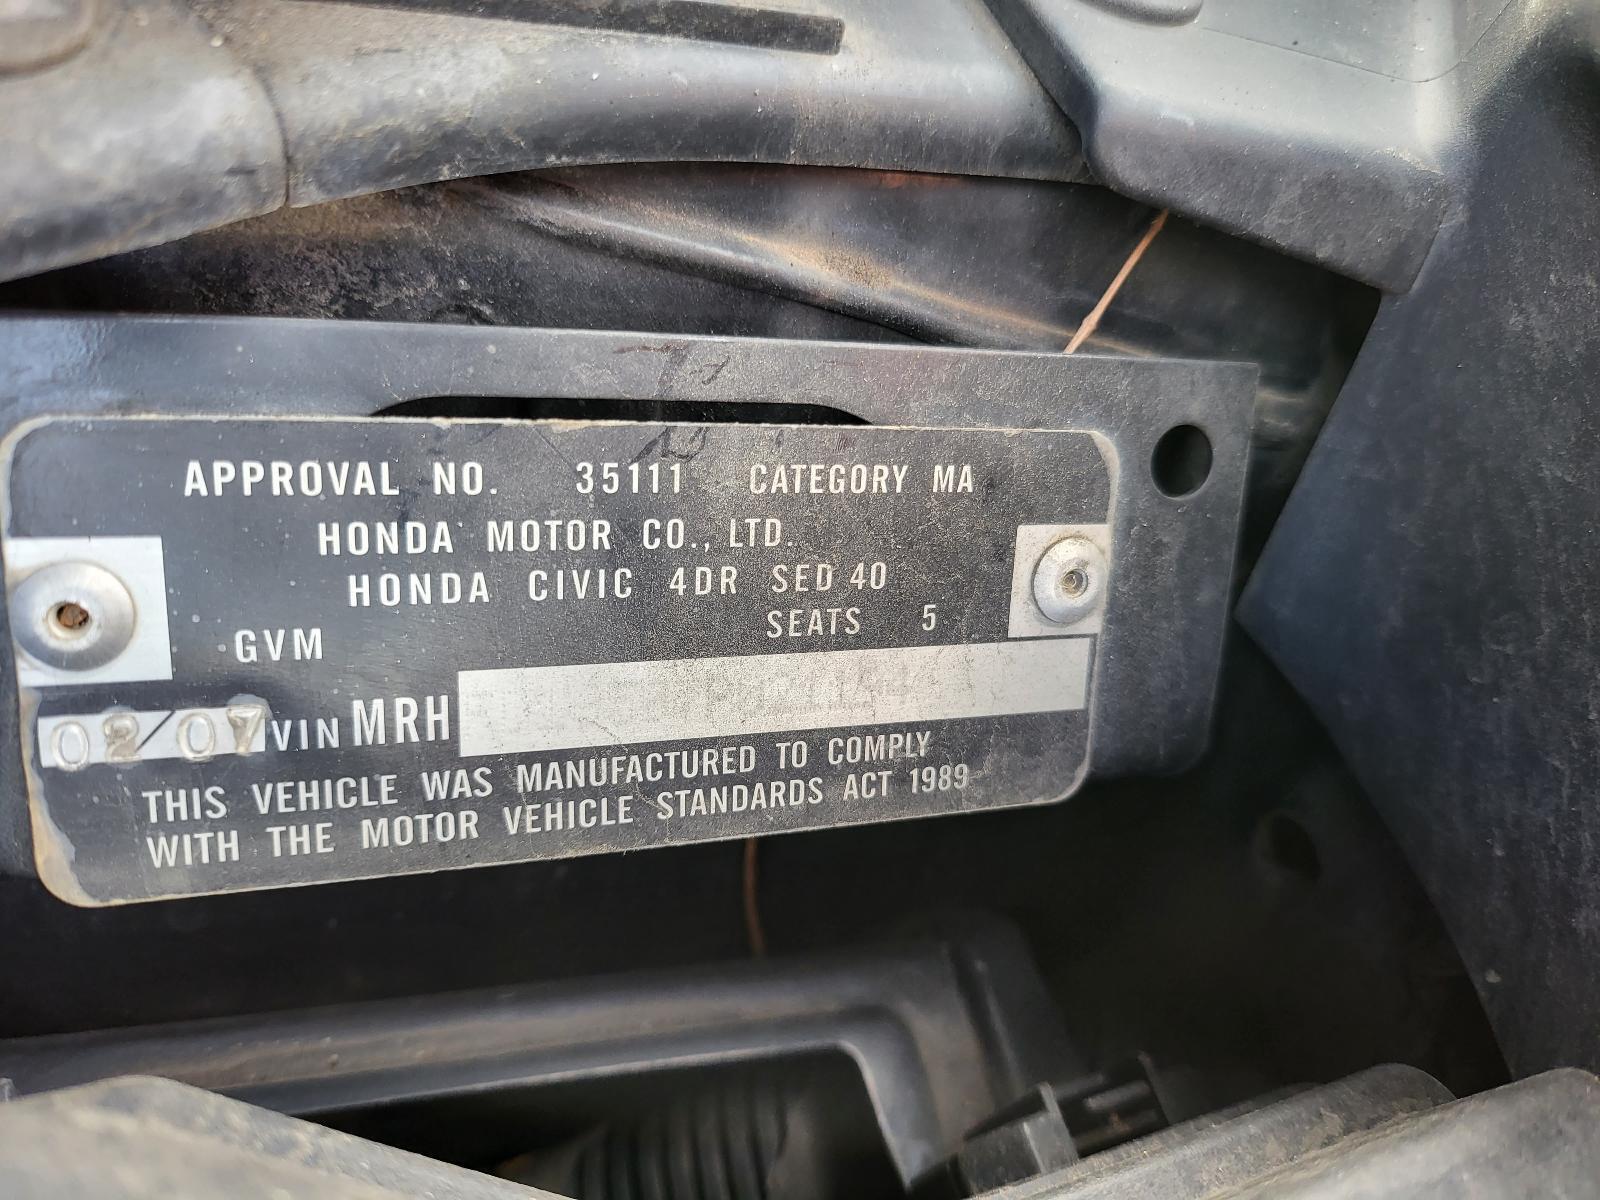 APPROVAL NO. 35111 CATEGORY MA
HONDA MOTOR CO., LTD.
HONDA CIVIC 4DR SED 40
SEATS 5
GVM
02/07 VIN MRH
THIS VEHICLE WAS MANUFACTURED TO COMPLY
WITH THE MOTOR VEHICLE STANDARDS ACT 1989